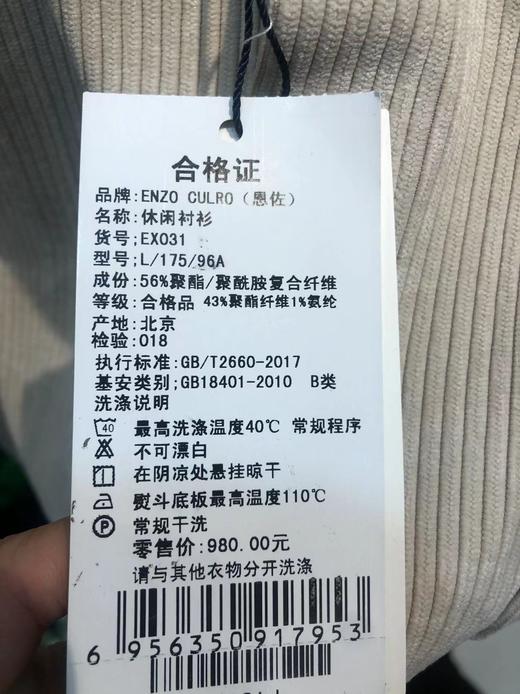 合格证
品牌:ENZO CULRO（恩佐）
名称:休闲衬衫
货号:EX031
型号:L/175/96A
成份:56%聚酯/聚酰胺复合纤维
等级:合格品 43%聚酯纤维1%氨纶
产地:北京
检验:018
执行标准:GB/T2660-2017
基安类别;GB18401-2010 B类
洗涤说明
40 最高洗涤温度40℃ 常规程序
不可漂白
在阴凉处悬挂晾干
熨斗底板最高温度110℃
P 常规干洗
零售价:980.00元
请与其他衣物分开洗涤
6 956350 917953